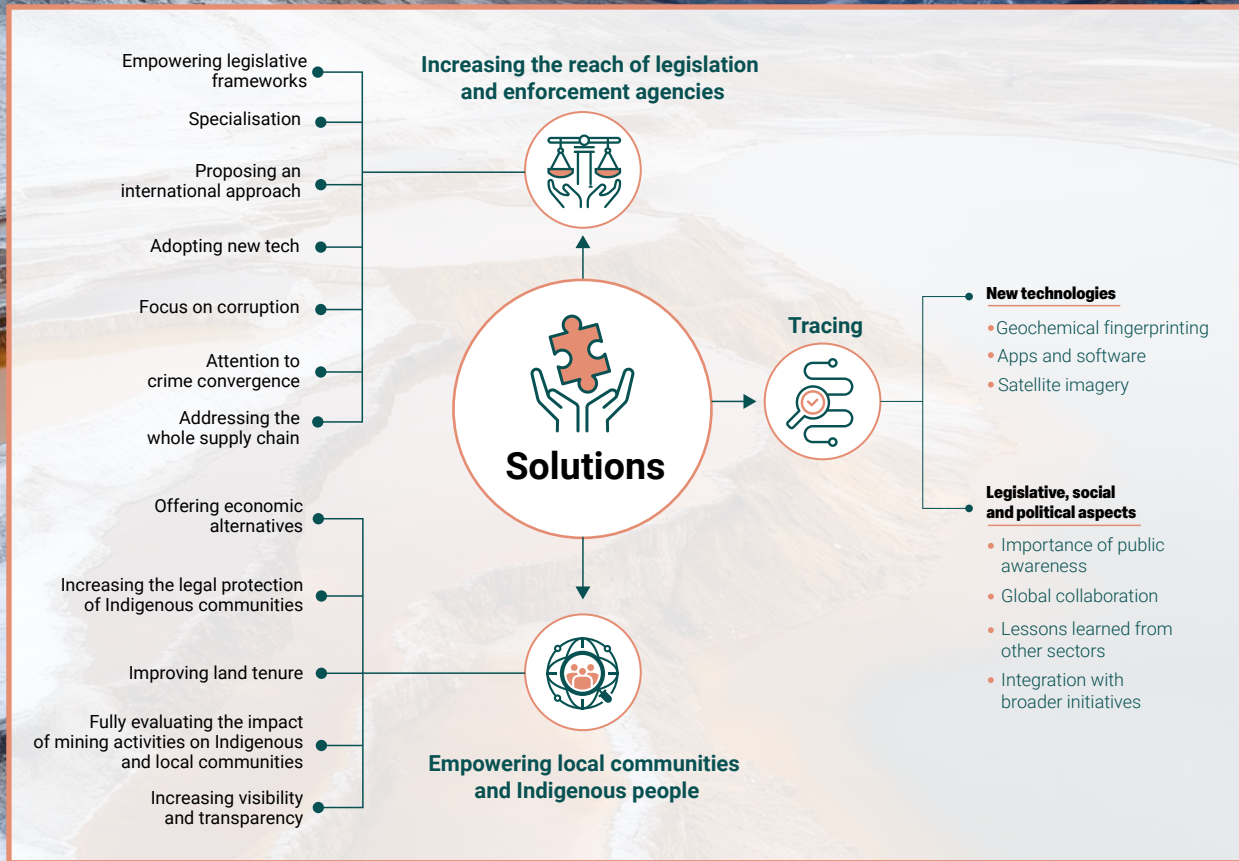 Empowering legislative
frameworks
Specialisation
Proposing an
international approach
Adopting new tech
Focus on corruption
Attention to
crime convergence
Addressing the
whole supply chain
Increasing the reach of legislation
and enforcement agencies
Solutions
Tracing
New technologies
•Geochemical fingerprinting
• Apps and software
• Satellite imagery
Legislative, social
and political aspects
• Importance of public
awareness
• Global collaboration
• Lessons learned from
other sectors
• Integration with
broader initiatives
Offering economic
alternatives
Increasing the legal protection
of Indigenous communities
Improving land tenure
Fully evaluating the impact
of mining activities on Indigenous
and local communities
Increasing visibility
and transparency
Empowering local communities
and Indigenous people